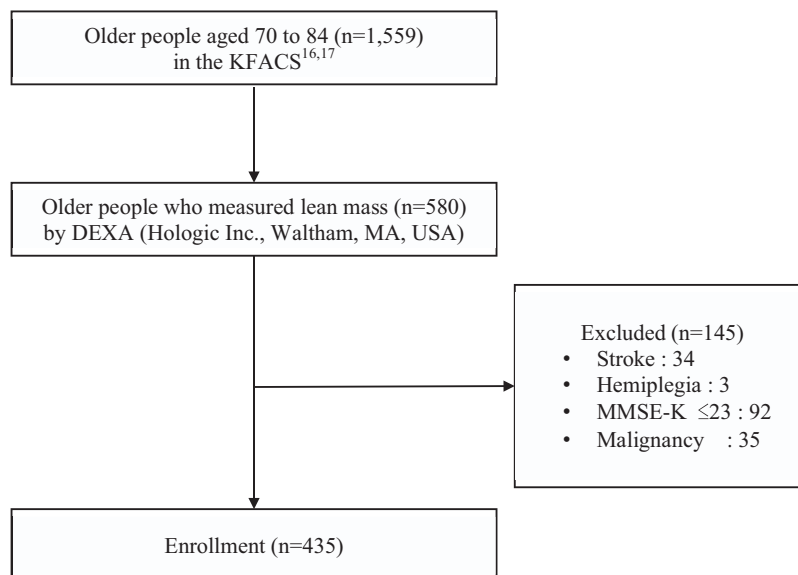 Older people aged 70 to 84 (n=1,559)
in the KFACS16,17
Older people who measured lean mass (n=580)
by DEXA (Hologic Inc., Waltham, MA, USA)
Excluded (n=145)
• Stroke : 34
• Hemiplegia : 3
• MMSE-K ≤23 : 92
• Malignancy : 35
Enrollment (n=435)